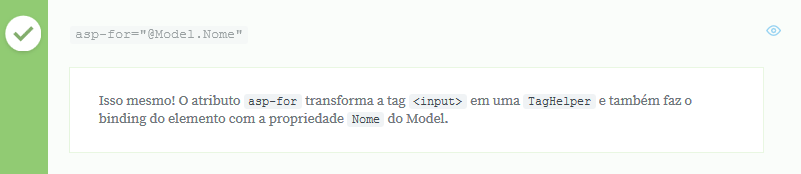 asp-for="@Model.Nome"
Isso mesmo! O atributo asp-for transforma a tag <input> em uma TagHelper e também faz o
binding do elemento com a propriedade Nome do Model.